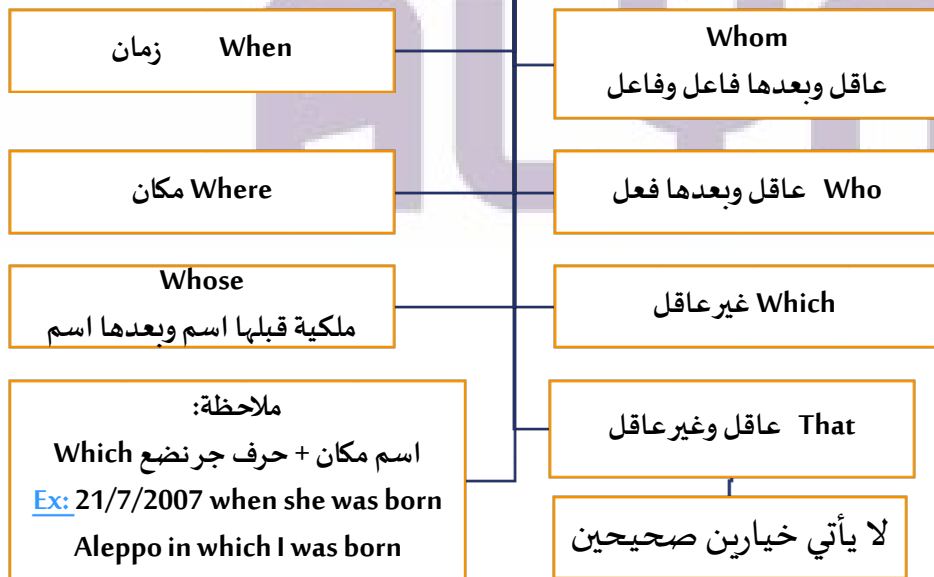 When زمان
Whom
عاقل وبعدها فاعل وفاعل
Where مكان
Who عاقل وبعدها فعل
Whose
ملكية قبلها اسم وبعدها اسم
Which غير عاقل
ملاحظة:
اسم مكان + حرف جر نضع Which
Ex: 21/7/2007 when she was born
Aleppo in which I was born
That عاقل وغير عاقل
لا يأتي خيارين صحيحين